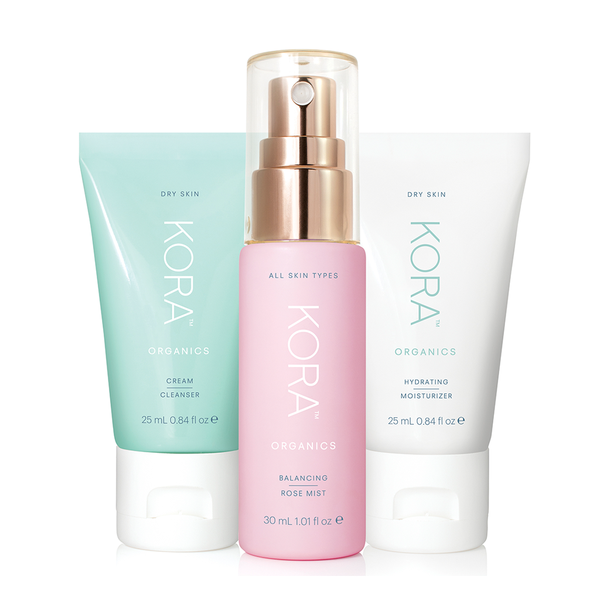 DRY SKIN
KORA™
ORGANICS
CREAM
CLEANSER
25 mL 0.84 fl oz ℮
ALL SKIN TYPES
KORA™
ORGANICS
BALANCING
ROSE MIST
30 mL 1.01 fl oz ℮
DRY SKIN
KORA™
ORGANICS
HYDRATING
MOISTURIZER
25 mL 0.84 fl oz ℮